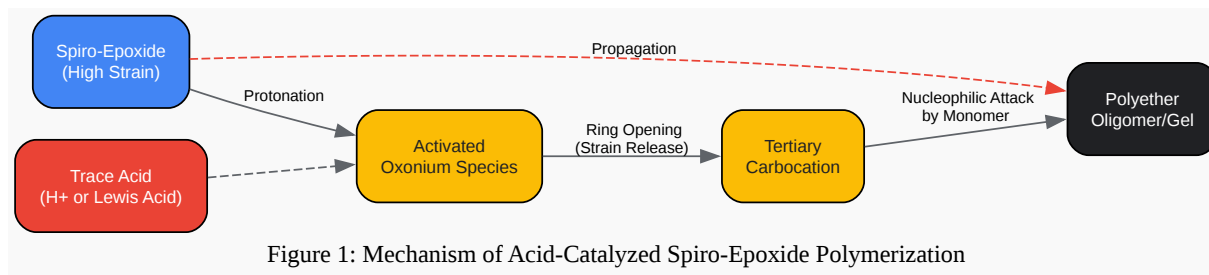 Spiro-Epoxide
(High Strain)
Propagation
Protonation
Trace Acid
(H+ or Lewis Acid)
Activated
Oxonium Species
Ring Opening
(Strain Release)
Tertiary
Carbocation
Nucleophilic Attack
by Monomer
Polyether
Oligomer/Gel
Figure 1: Mechanism of Acid-Catalyzed Spiro-Epoxide Polymerization